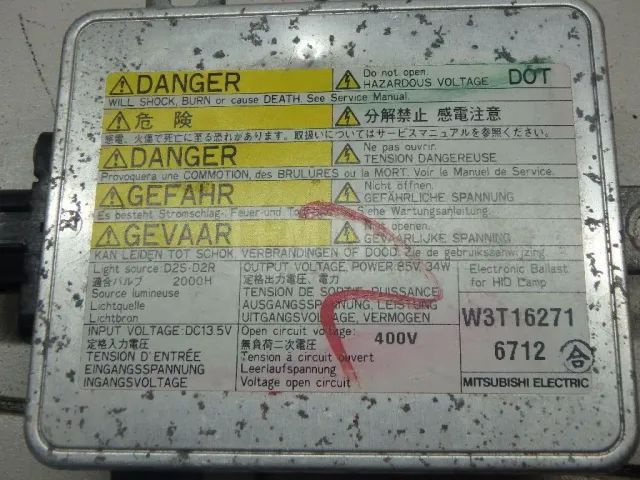 DANGER
Do not open.
HAZARDOUS VOLTAGE
DOT
WILL SHOCK, BURN or cause DEATH. See Service Manual.
危険
分解禁止 感電注意
感電、火傷で死亡に至る恐れがあります。取扱いについてはサービスマニュアルを参照ください。
DANGER
Ne pas ouvrir.
TENSION DANGEREUSE
Provoquera une COMMOTION, des BRULURES ou la MORT. Voir le Manuel de Service.
GEFAHR
Nicht öffnen.
GEFÄHRLICHE SPANNUNG
Es besteht Stromschlag-, Feuer-und Siehe Wartungsanleitung.
GEVAAR
openen.
GEVAARLIJKE SPANNING
KAN LEIDEN TOT SCHOK, VERBRANDINGEN OF DOOD. Zie de gebruiksaanwijzing.
Light source D2S·D2R
適合バルブ 2000H
Source lumineuse
Lichtquelle
Lichtbron
OUTPUT VOLTAGE, POWER 85V, 34W
定格出力電圧、電力
TENSION DE SORTIE, PUISSANCE
AUSGANGSSPANNUNG, LEISTUNG
UITGANGSVOLTAGE, VERMOGEN
Electronic Ballast
for HID Lamp
INPUT VOLTAGE:DC13.5V
定格入力電圧
TENSION D'ENTRÉE
EINGANGSSPANNUNG
INGANGSVOLTAGE
Open circuit voltage
無負荷二次電圧 400V
Tension à circuit ouvert
Leerlaufspannung
Voltage open circuit
W3T16271
6712 合
MITSUBISHI ELECTRIC